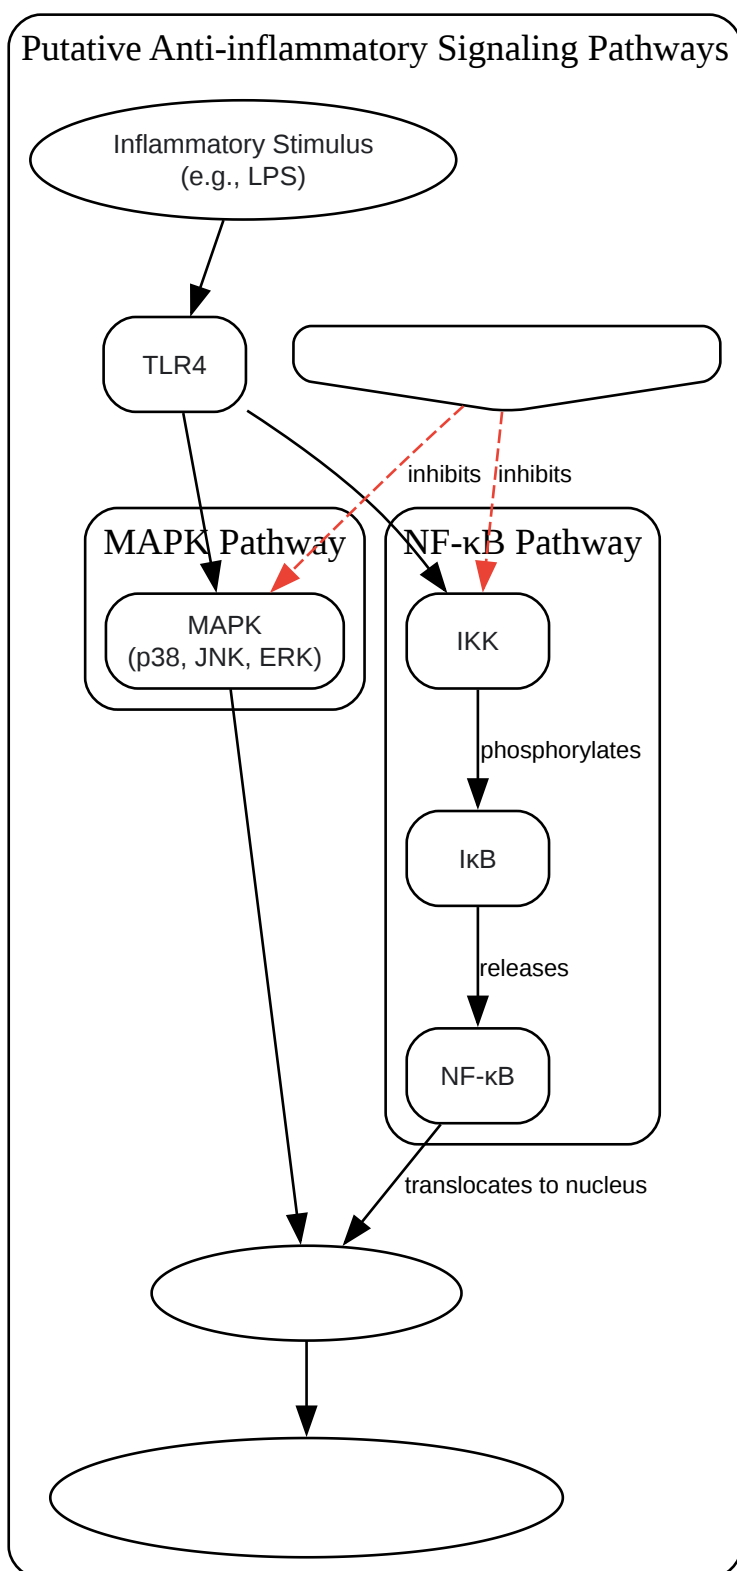 Putative Anti-inflammatory Signaling Pathways
Inflammatory Stimulus
(e.g., LPS)
TLR4
inhibits
inhibits
MAPK Pathway
NF-κB Pathway
MAPK
(p38, JNK, ERK)
IKK
phosphorylates
IκB
releases
NF-κB
translocates to nucleus